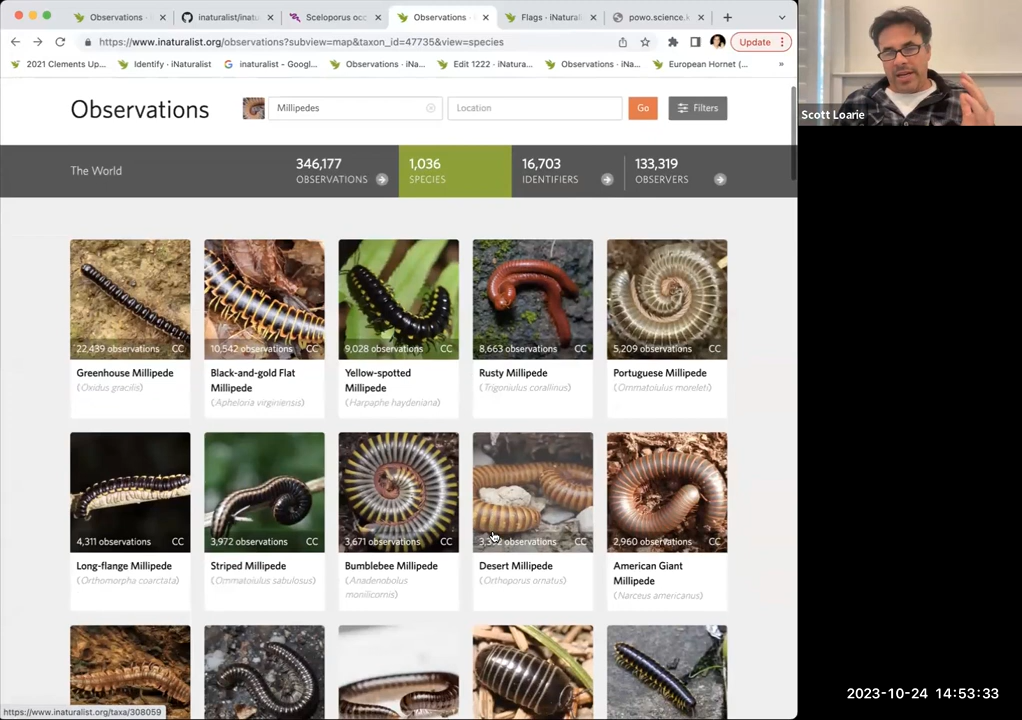 Observations
inaturalist/inatu
Sceloporus occ
Observations
Flags · iNatural
powo.science.k
https://www.inaturalist.org/observations?subview=map&taxon_id=47735&view=species
Update
2021 Clements Up...
Identify · iNaturalist
inaturalist - Googl...
Observations · iNa...
Edit 1222 · iNatura...
Observations · iNa...
European Hornet (...
»
Observations
Millipedes
Location
Go
Filters
Scott Loarie
The World
346,177
OBSERVATIONS
1,036
SPECIES
16,703
IDENTIFIERS
133,319
OBSERVERS
22,439 observations CC
10,542 observations CC
9,028 observations CC
8,663 observations CC
5,209 observations CC
Greenhouse Millipede
(Oxidus gracilis)
Black-and-gold Flat
Millipede
(Apheloria virginiensis)
Yellow-spotted
Millipede
(Harpaphe haydeniana)
Rusty Millipede
(Trigoniulus corallinus)
Portuguese Millipede
(Ommatoiulus moreleti)
4,311 observations CC
3,972 observations CC
3,671 observations CC
observations CC
2,960 observations CC
Long-flange Millipede
(Orthomorpha coarctata)
Striped Millipede
(Ommatoiulus sabulosus)
Bumblebee Millipede
(Anadenobolus
monilicornis)
Desert Millipede
(Orthoporus ornatus)
American Giant
Millipede
(Narceus americanus)
https://www.inaturalist.org/taxa/308059
2023-10-24 14:53:33